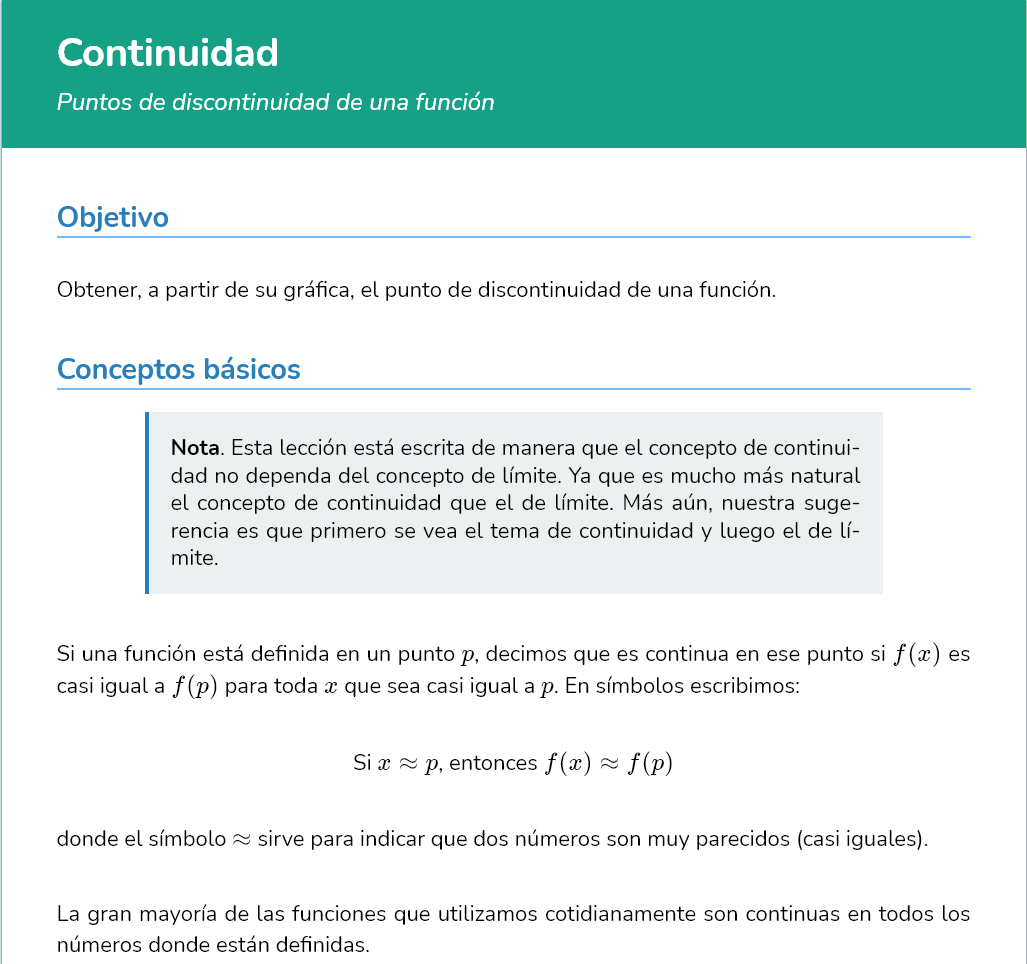 Continuidad
Puntos de discontinuidad de una función
Objetivo
Obtener, a partir de su gráfica, el punto de discontinuidad de una función.
Conceptos básicos
Nota. Esta lección está escrita de manera que el concepto de continui-
dad no dependa del concepto de límite. Ya que es mucho más natural
el concepto de continuidad que el de límite. Más aún, nuestra suge-
rencia es que primero se vea el tema de continuidad y luego el de lí-
mite.
Si una función está definida en un punto p, decimos que es continua en ese punto si f(x) es
casi igual a f(p) para toda x que sea casi igual a p. En símbolos escribimos:
Si x ≈ p, entonces f(x) ≈ f(p)
donde el símbolo ≈ sirve para indicar que dos números son muy parecidos (casi iguales).
La gran mayoría de las funciones que utilizamos cotidianamente son continuas en todos los
números donde están definidas.